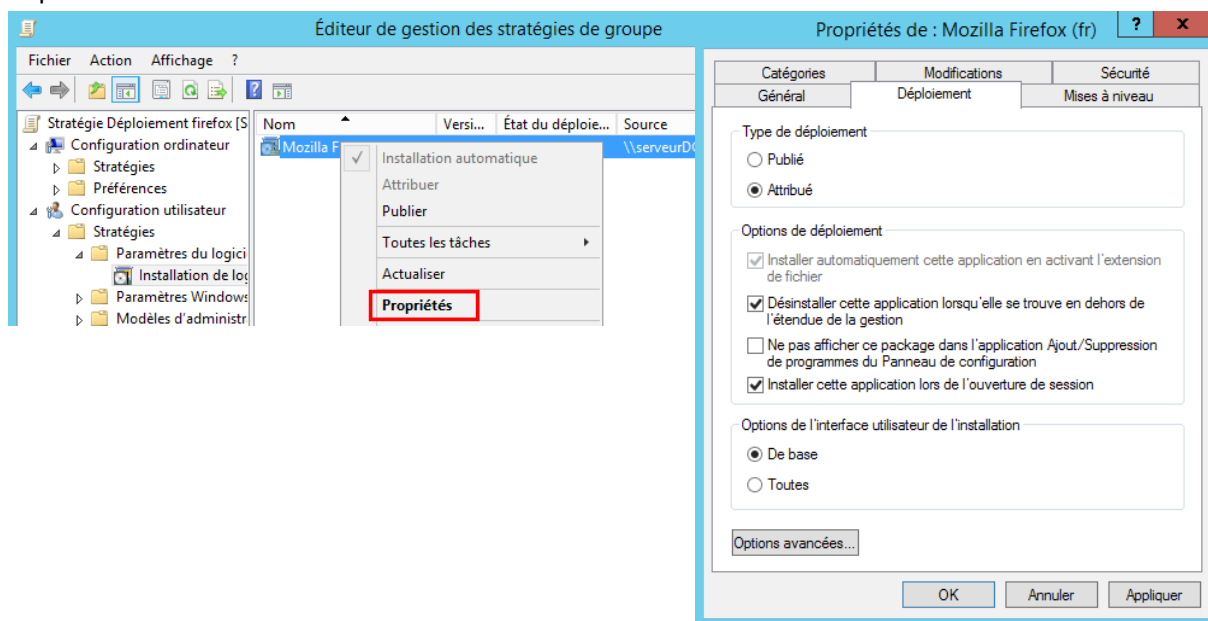 Éditeur de gestion des stratégies de groupe
Fichier Action Affichage ?
Stratégie Déploiement firefox [S
Configuration ordinateur
Stratégies
Préférences
Configuration utilisateur
Stratégies
Paramètres du logici
Installation de log
Paramètres Windows
Modèles d'administr
Nom Versi... État du déploie... Source
Mozilla F \\serveurD
Installation automatique
Attribuer
Publier
Toutes les tâches
Actualiser
Propriétés
Propriétés de : Mozilla Firefox (fr) ? x
Catégories Modifications Sécurité
Général Déploiement Mises à niveau
Type de déploiement
Publié
Attribué
Options de déploiement
Installer automatiquement cette application en activant l'extension
de fichier
Désinstaller cette application lorsqu'elle se trouve en dehors de
l'étendue de la gestion
Ne pas afficher ce package dans l'application Ajout/Suppression
de programmes du Panneau de configuration
Installer cette application lors de l'ouverture de session
Options de l'interface utilisateur de l'installation
De base
Toutes
Options avancées...
OK Annuler Appliquer